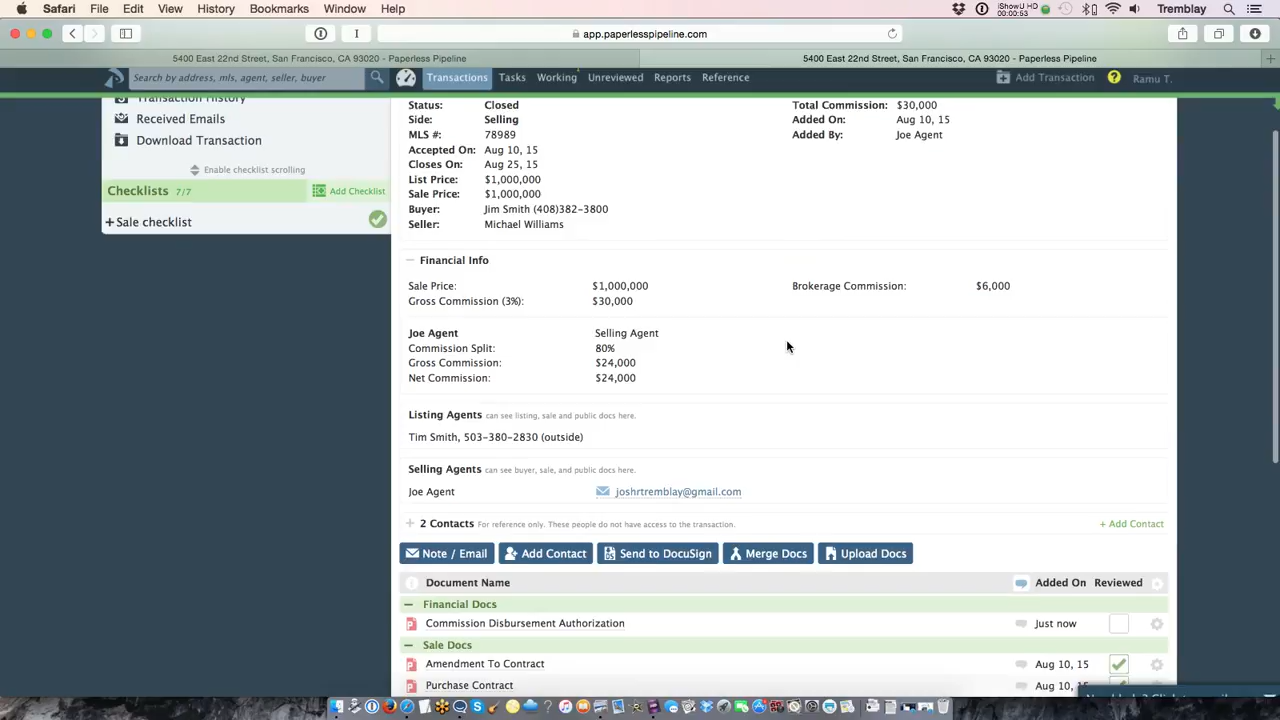 Safari File Edit View History Bookmarks Window Help iShowU HD 00:00:53 Tremblay
app.paperlesspipeline.com
5400 East 22nd Street, San Francisco, CA 93020 - Paperless Pipeline 5400 East 22nd Street, San Francisco, CA 93020 - Paperless Pipeline
Search by address, mls, agent, seller, buyer Transactions Tasks Working Unreviewed Reports Reference Add Transaction ? Ramu T.
Transaction History
Received Emails
Download Transaction
Enable checklist scrolling
Checklists 7/7 Add Checklist
+ Sale checklist
Status: Closed Total Commission: $30,000
Side: Selling Added On: Aug 10, 15
MLS #: 78989 Added By: Joe Agent
Accepted On: Aug 10, 15
Closes On: Aug 25, 15
List Price: $1,000,000
Sale Price: $1,000,000
Buyer: Jim Smith (408)382-3800
Seller: Michael Williams
Financial Info
Sale Price: $1,000,000 Brokerage Commission: $6,000
Gross Commission (3%): $30,000
Joe Agent Selling Agent
Commission Split: 80%
Gross Commission: $24,000
Net Commission: $24,000
Listing Agents can see listing, sale and public docs here.
Tim Smith, 503-380-2830 (outside)
Selling Agents can see buyer, sale, and public docs here.
Joe Agent joshrtremblay@gmail.com
+ 2 Contacts For reference only. These people do not have access to the transaction. + Add Contact
Note / Email Add Contact Send to DocuSign Merge Docs Upload Docs
Document Name Added On Reviewed
Financial Docs
Commission Disbursement Authorization Just now
Sale Docs
Amendment To Contract Aug 10, 15
Purchase Contract Aug 10, 15